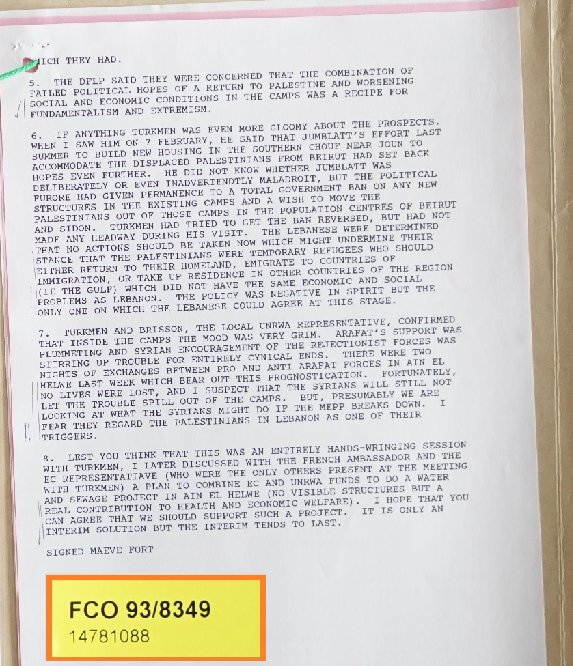 WHICH THEY HAD.
5. THE DFLP SAID THEY WERE CONCERNED THAT THE COMBINATION OF
FAILED POLITICAL HOPES OF A RETURN TO PALESTINE AND WORSENING
SOCIAL AND ECONOMIC CONDITIONS IN THE CAMPS WAS A RECIPE FOR
FUNDAMENTALISM AND EXTREMISM.
6. IF ANYTHING TURKMEN WAS EVEN MORE GLOOMY ABOUT THE PROSPECTS.
WHEN I SAW HIM ON 7 FEBRUARY, HE SAID THAT JUMBLATT'S EFFORT LAST
SUMMER TO BUILD NEW HOUSING IN THE SOUTHERN CHOUF NEAR JOUN TO
ACCOMMODATE THE DISPLACED PALESTINIANS FROM BEIRUT HAD SET BACK
HOPES EVEN FURTHER. HE DID NOT KNOW WHETHER JUMBLATT WAS
DELIBERATELY OR EVEN INADVERTENDTLY MALADROIT, BUT THE POLITICAL
FURORE HAD GIVEN PERMANENCE TO A TOTAL GOVERNMENT BAN ON ANY NEW
STRUCTURES IN THE EXISTING CAMPS AND A WISH TO MOVE THE
PALESTINIANS OUT OF THOSE CAMPS IN THE POPULATION CENTRES OF BEIRUT
AND SIDON. TURKMEN HAD TRIED TO GET THE BAN REVERSED, BUT HAD NOT
MADE ANY HEADWAY DURING HIS VISIT. THE LEBANESE WERE DETERMINED
THAT NO ACTIONS SHOULD BE TAKEN NOW WHICH MIGHT UNDERMINE THEIR
STANCE THAT THE PALESTINIANS WERE TEMPORARY REFUGEES WHO SHOULD
EITHER RETURN TO THEIR HOMELAND, EMIGRATE TO COUNTRIES OF
IMMIGRATION, OR TAKE UP RESIDENCE IN OTHER COUNTRIES OF THE REGION
(IE THE GULF) WHICH DID NOT HAVE THE SAME ECONOMIC AND SOCIAL
PROBLEMS AS LEBANON. THE POLICY WAS NEGATIVE IN SPIRIT BUT THE
ONLY ONE ON WHICH THE LEBANESE COULD AGREE AT THIS STAGE.
7. TURKMEN AND BRISSON, THE LOCAL UNRWA REPRESENTATIVE, CONFIRMED
THAT INSIDE THE CAMPS THE MOOD WAS VERY GRIM. ARAFAT'S SUPPORT WAS
PLUMMETING AND SYRIAN ENCOURAGEMENT OF THE REJECTIONIST FORCES WAS
STIRRING UP TROUBLE FOR ENTIRELY CYNICAL ENDS. THERE WERE TWO
NIGHTS OF EXCHANGES BETWEEN PRO AND ANTI ARAFAT FORCES IN AIN EL
HELWE LAST WEEK WHICH BEAR OUT THIS PROGNOSTICATION. FORTUNATELY,
NO LIVES WERE LOST, AND I SUSPECT THAT THE SYRIANS WILL STILL NOT
LET THE TROUBLE SPILL OUT OF THE CAMPS. BUT, PRESUMABLY WE ARE
LOOKING AT WHAT THE SYRIANS MIGHT DO IF THE MEPP BREAKS DOWN. I
FEAR THEY REGARD THE PALESTINIANS IN LEBANON AS ONE OF THEIR
TRIGGERS.
8. LEST YOU THINK THAT THIS WAS AN ENTIRELY HANDS-WRINGING SESSION
WITH TURKMEN, I LATER DISCUSSED WITH THE FRENCH AMBASSADOR AND THE
EC REPRESENTATIVE (WHO WERE THE ONLY OTHERS PRESENT AT THE MEETING
WITH TURKMEN) A PLAN TO COMBINE EC AND UNRWA FUNDS TO DO A WATER
AND SEWAGE PROJECT IN AIN EL HELWE (NO VISIBLE STRUCTURES BUT A
REAL CONTRIBUTION TO HEALTH AND ECONOMIC WELFARE). I HOPE THAT YOU
CAN AGREE THAT WE SHOULD SUPPORT SUCH A PROJECT. IT IS ONLY AN
INTERIM SOLUTION BUT THE INTERIM TENDS TO LAST.
SIGNED MAEVE FORT
FCO 93/8349
14781088